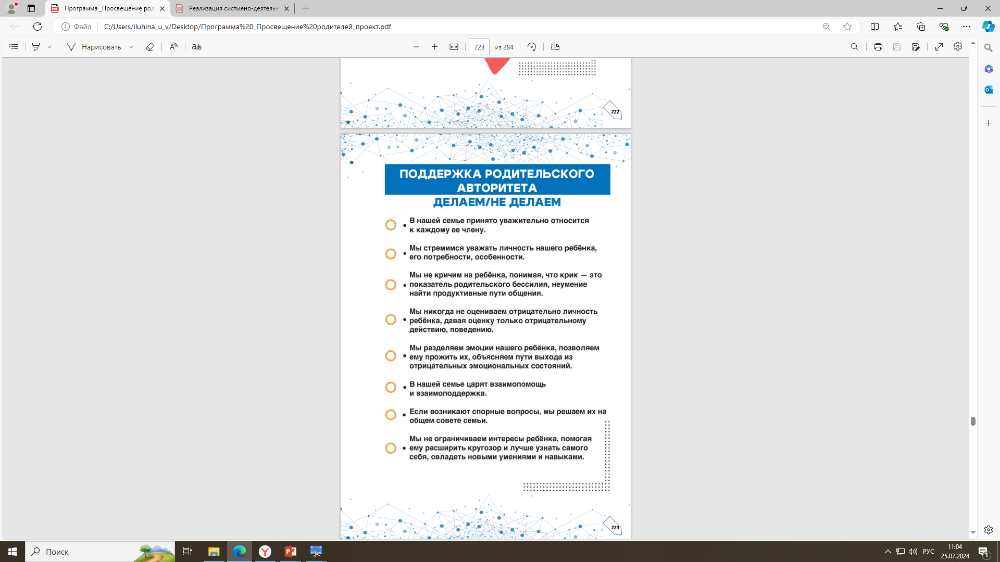 Программа _Просвещение род
Реализация систмено-деятельн
Файл
C:/Users/iluhina_u_v/Desktop/Программа%20_Просвещение%20родителей_проект.pdf
Нарисовать
223
из 284
222
ПОДДЕРЖКА РОДИТЕЛЬСКОГО
АВТОРИТЕТА
ДЕЛАЕМ/НЕ ДЕЛАЕМ
• В нашей семье принято уважительно относится
к каждому ее члену.
• Мы стремимся уважать личность нашего ребёнка,
его потребности, особенности.
Мы не кричим на ребёнка, понимая, что крик — это
• показатель родительского бессилия, неумение
найти продуктивные пути общения.
Мы никогда не оцениваем отрицательно личность
• ребёнка, давая оценку только отрицательному
действию, поведению.
Мы разделяем эмоции нашего ребёнка, позволяем
• ему прожить их, объясняем пути выхода из
отрицательных эмоциональных состояний.
• В нашей семье царят взаимопомощь
и взаимоподдержка.
• Если возникают спорные вопросы, мы решаем их на
общем совете семьи.
Мы не ограничиваем интересы ребёнка, помогая
• ему расширить кругозор и лучше узнать самого
себя, овладеть новыми умениями и навыками.
223
Поиск
РУС
11:04
25.07.2024
1